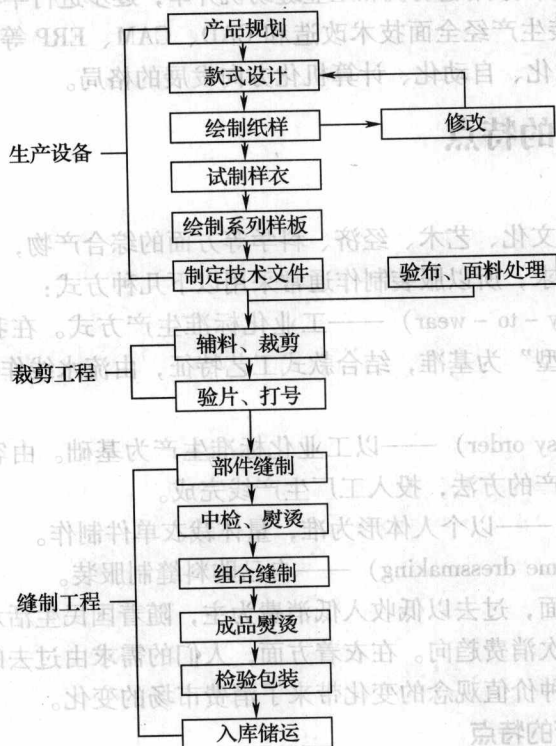 产品规划
款式设计
绘制纸样
修改
生产设备
试制样衣
绘制系列样板
制定技术文件
验布、面料处理
辅料、裁剪
裁剪工程
验片、打号
部件缝制
中检、熨烫
组合缝制
缝制工程
成品熨烫
检验包装
入库储运